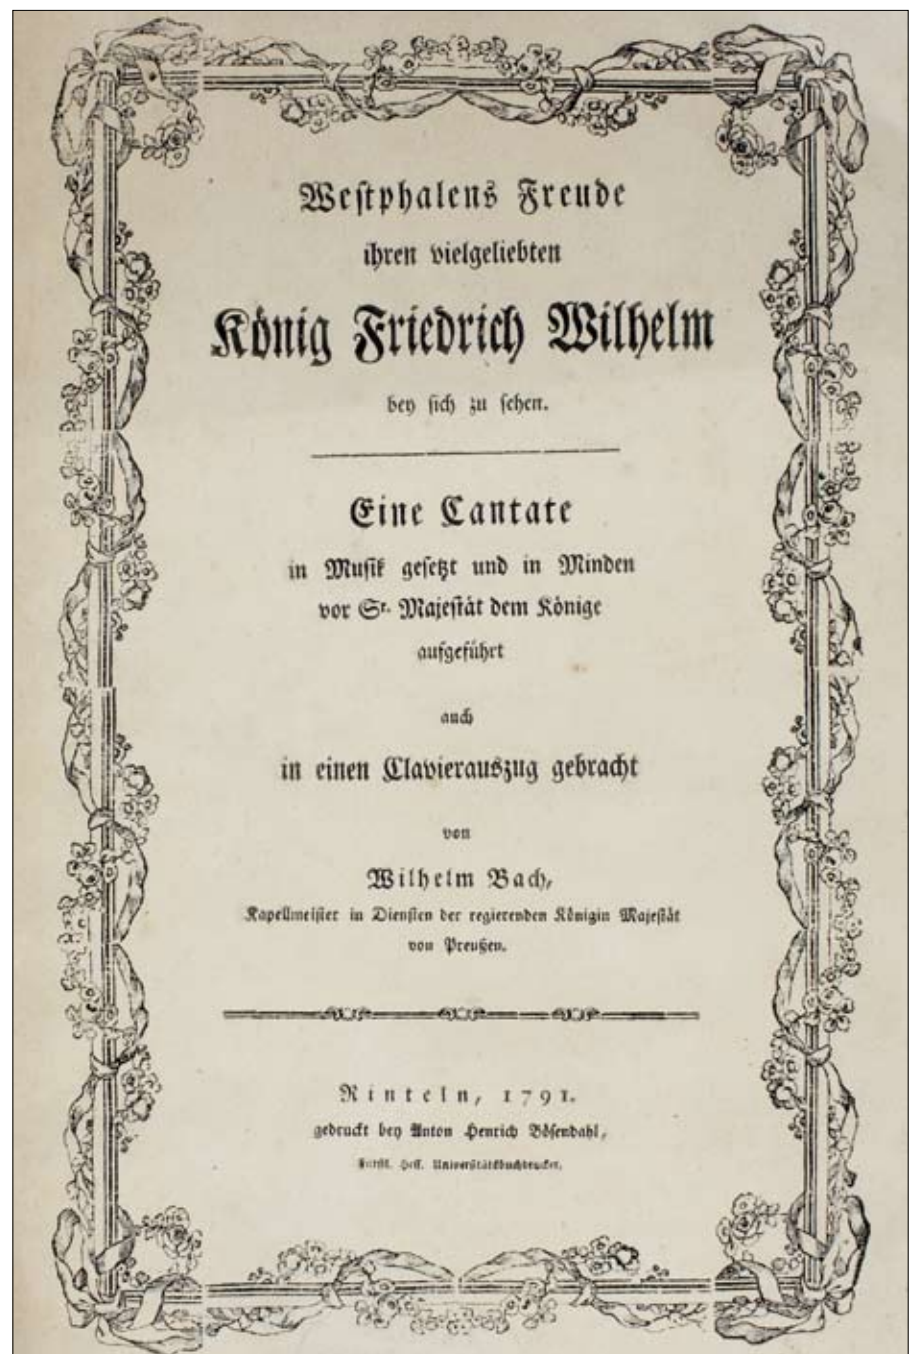 Westphalens Freude
ihren vielgeliebten
König Friedrich Wilhelm
bey sich zu sehen.
Eine Cantate
in Musik gesetzt und in Minden
vor Sr. Majestät dem Könige
aufgeführt
auch
in einen Clavierauszug gebracht
von
Wilhelm Bach,
Kapellmeister in Diensten der regierenden Königin Majestät
von Preußen.
Rinteln, 1791.
gedruckt bey Anton Henrich Bösendahl,
Fürstl. Hess. Universitätsbuchdrucker.